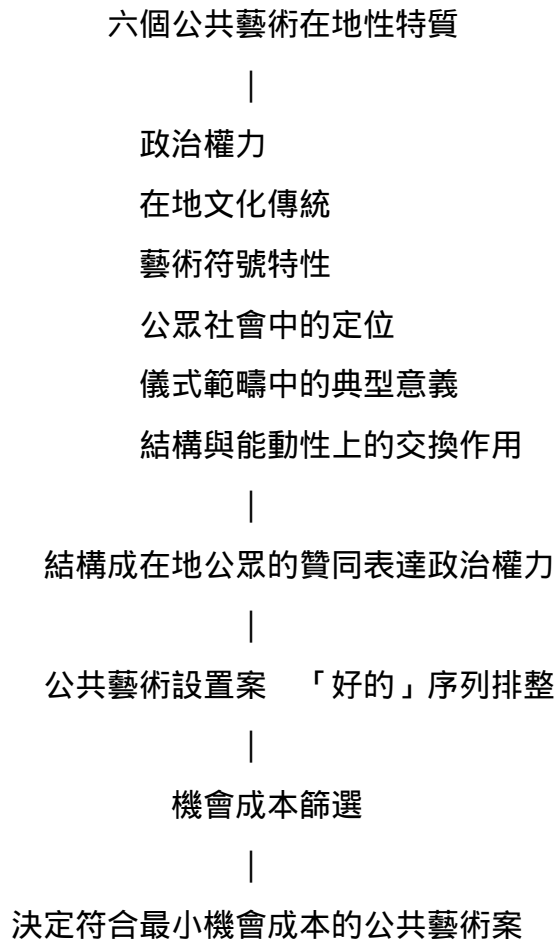 六個公共藝術在地性特質
|
政治權力
在地文化傳統
藝術符號特性
公眾社會中的定位
儀式範疇中的典型意義
結構與能動性上的交換作用
|
結構成在地公眾的贊同表達政治權力
|
公共藝術設置案 「好的」序列排整
|
機會成本篩選
|
決定符合最小機會成本的公共藝術案